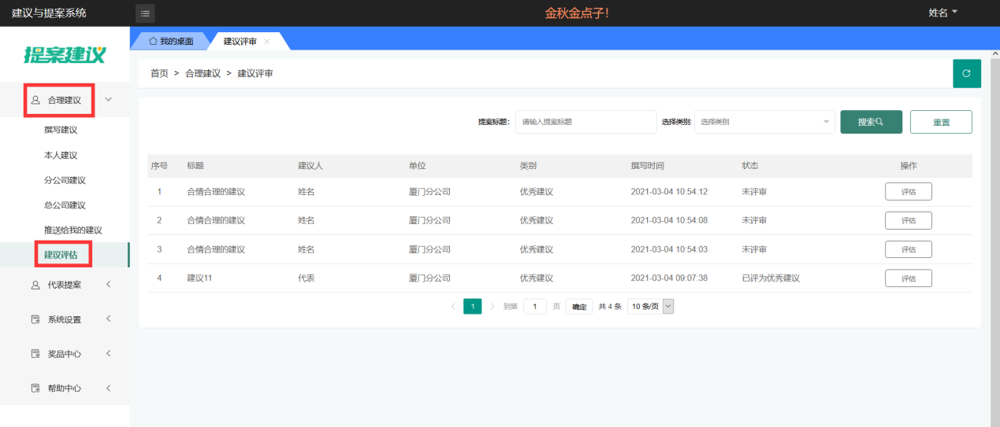 建议与提案系统
金秋金点子!
姓名
提案建议
我的桌面
建议评审
首页 > 合理建议 > 建议评审
合理建议
撰写建议
本人建议
分公司建议
总公司建议
推送给我的建议
建议评估
代表提案
系统设置
奖品中心
帮助中心
提案标题: 请输入提案标题 选择类别: 选择类别 搜索 重置
序号 标题 建议人 单位 类别 撰写时间 状态 操作
1 合情合理的建议 姓名 厦门分公司 优秀建议 2021-03-04 10:54:12 未评审 评估
2 合情合理的建议 姓名 厦门分公司 优秀建议 2021-03-04 10:54:08 未评审 评估
3 合情合理的建议 姓名 厦门分公司 优秀建议 2021-03-04 10:54:03 未评审 评估
4 建议11 代表 厦门分公司 优秀建议 2021-03-04 09:07:38 已评为优秀建议 评估
1 到第 1 页 确定 共 4 条 10 条/页